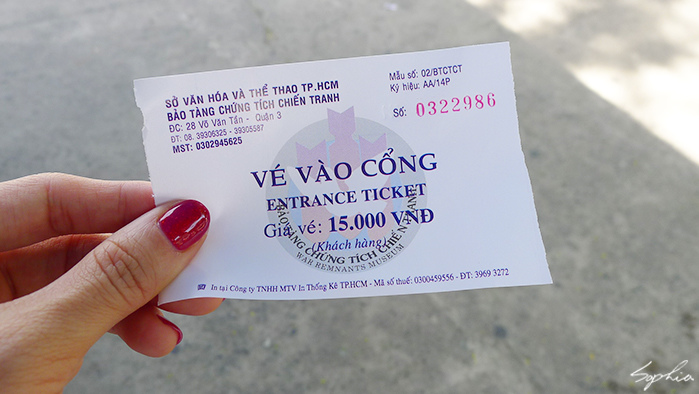 SỞ VĂN HÓA VÀ THỂ THAO TP.HCM
BẢO TÀNG CHỨNG TÍCH CHIẾN TRANH
ĐC: 28 Võ Văn Tần - Quận 3
ĐT: 08. 39306325 - 39305587
MST: 0302945625
Mẫu số: 02/BTCTCT
Ký hiệu: AA/14P
Số: 0322986
VÉ VÀO CỔNG
ENTRANCE TICKET
Giá vé: 15.000 VNĐ
(Khách hàng)
BẢO TÀNG CHỨNG TÍCH CHIẾN TRANH
WAR REMNANTS MUSEUM
In tại Công ty TNHH MTV In Thống Kê TP.HCM - Mã số thuế: 0300459556 - ĐT: 3969 3272
Sophia